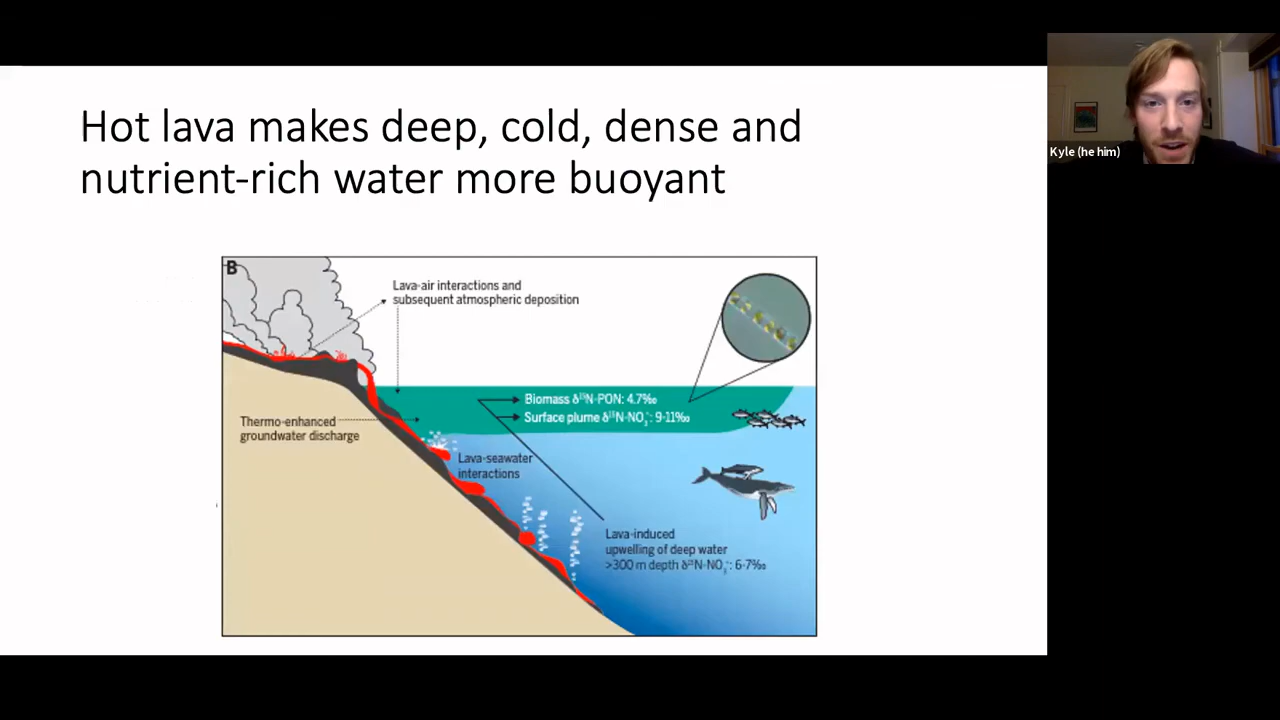 Hot lava makes deep, cold, dense and
nutrient-rich water more buoyant
Kyle (he him)
B
Lava-air interactions and
subsequent atmospheric deposition
Biomass δ¹⁵N-PON: 4.7‰
Surface plume δ¹⁵N-NO₃⁻: 9-11‰
Thermo-enhanced
groundwater discharge
Lava-seawater
interactions
Lava-induced
upwelling of deep water
>300 m depth δ¹⁵N-NO₃⁻: 6-7‰